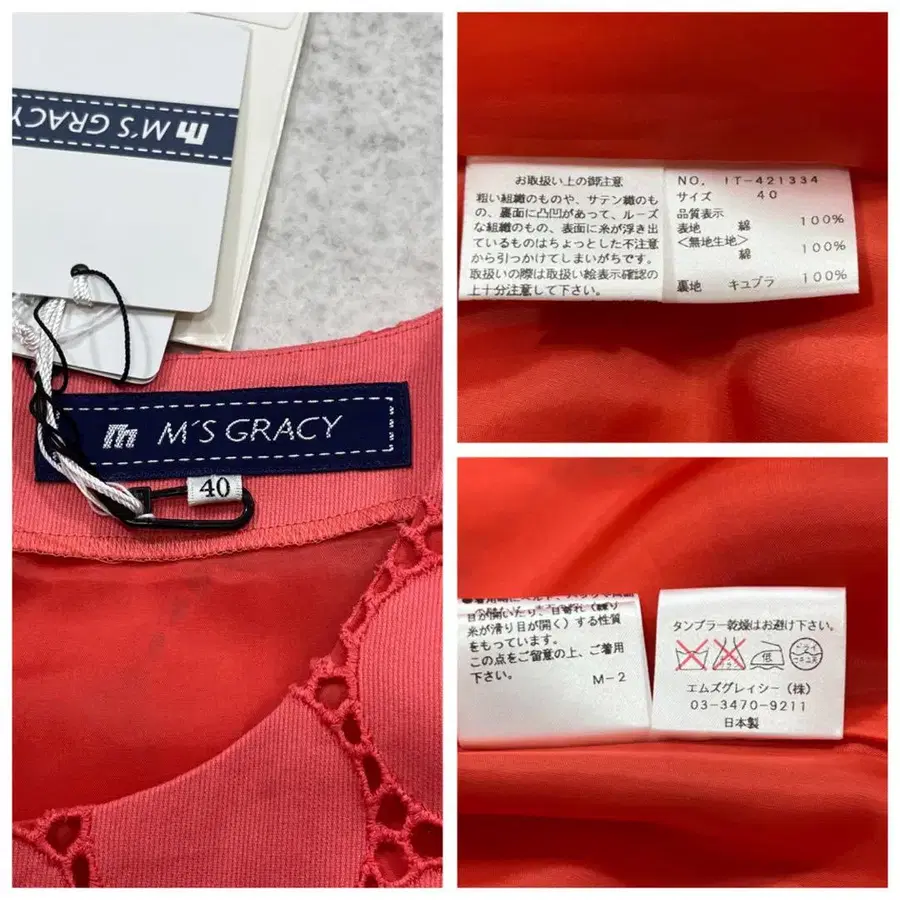 M'S GRACY
M'S GRACY
40
お取扱い上の御注意
粗い組織のものや、サテン織のも
の、裏面に凸凹があって、ルーズ
な組織のもの、表面に糸が浮き出
ているものはちょっとした不注意
から引っかけてしまいがちです。
取扱いの際は取扱い絵表示確認の
上十分注意して下さい。
NO. IT-421334
サイズ 40
品質表示
表地 綿 100%
<無地生地>
綿 100%
裏地 キュプラ 100%
目が開いたり、目寄れ(縫り
糸が滑り目が開く)する性質
をもっています。
この点をご留意の上、ご着用
下さい。
M-2
タンブラー乾燥はお避け下さい。
低
ドライ
エムズグレイシー(株)
03-3470-9211
日本製